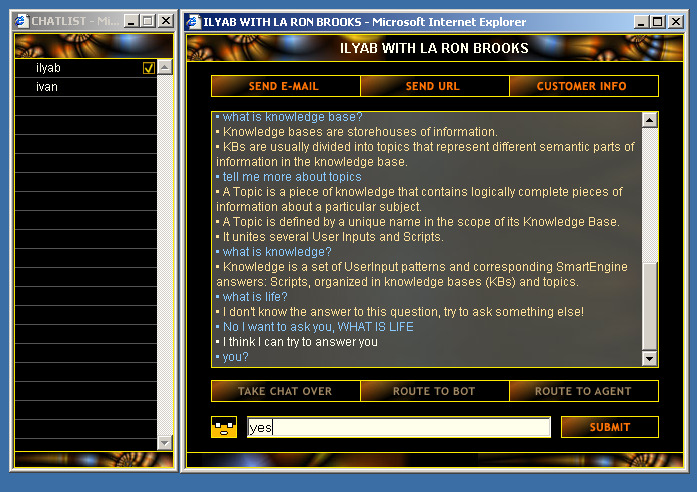 CHATLIST - Mi...
ilyab
ivan
ILYAB WITH LA RON BROOKS - Microsoft Internet Explorer
ILYAB WITH LA RON BROOKS
SEND E-MAIL SEND URL CUSTOMER INFO
▪ what is knowledge base?
▪ Knowledge bases are storehouses of information.
▪ KBs are usually divided into topics that represent different semantic parts of
information in the knowledge base.
▪ tell me more about topics
▪ A Topic is a piece of knowledge that contains logically complete pieces of
information about a particular subject.
▪ A Topic is defined by a unique name in the scope of its Knowledge Base.
▪ It unites several User Inputs and Scripts.
▪ what is knowledge?
▪ Knowledge is a set of UserInput patterns and corresponding SmartEngine
answers: Scripts, organized in knowledge bases (KBs) and topics.
▪ what is life?
▪ I don't know the answer to this question, try to ask something else!
▪ No I want to ask you, WHAT IS LIFE
▪ I think I can try to answer you
▪ you?
TAKE CHAT OVER ROUTE TO BOT ROUTE TO AGENT
yes SUBMIT